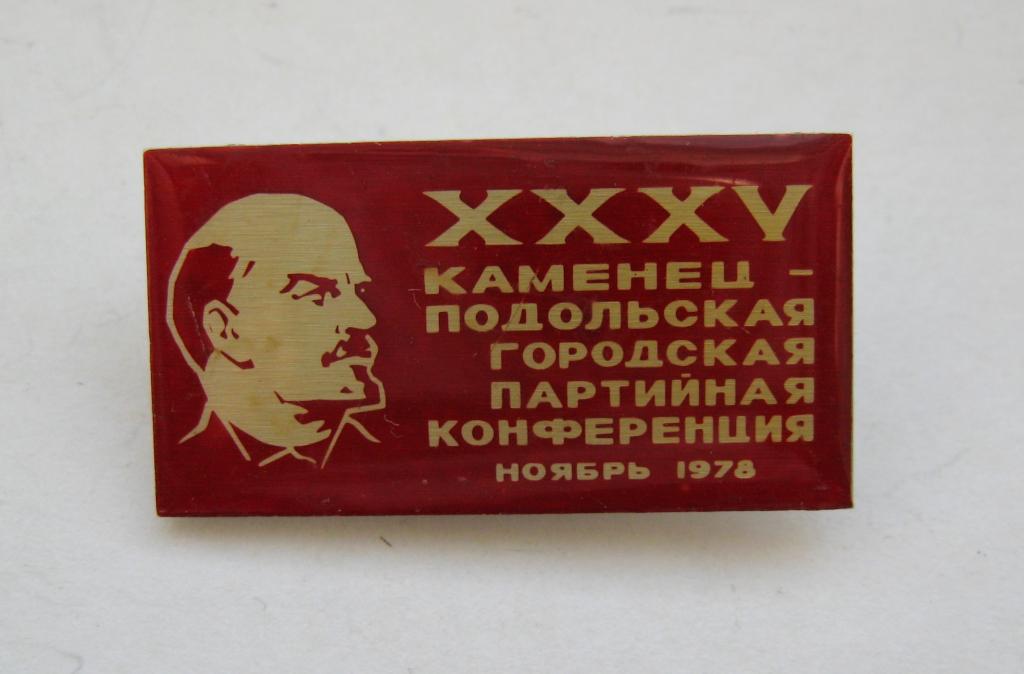 XXXV
КАМЕНЕЦ –
ПОДОЛЬСКАЯ
ГОРОДСКАЯ
ПАРТИЙНАЯ
КОНФЕРЕНЦИЯ
НОЯБРЬ 1978